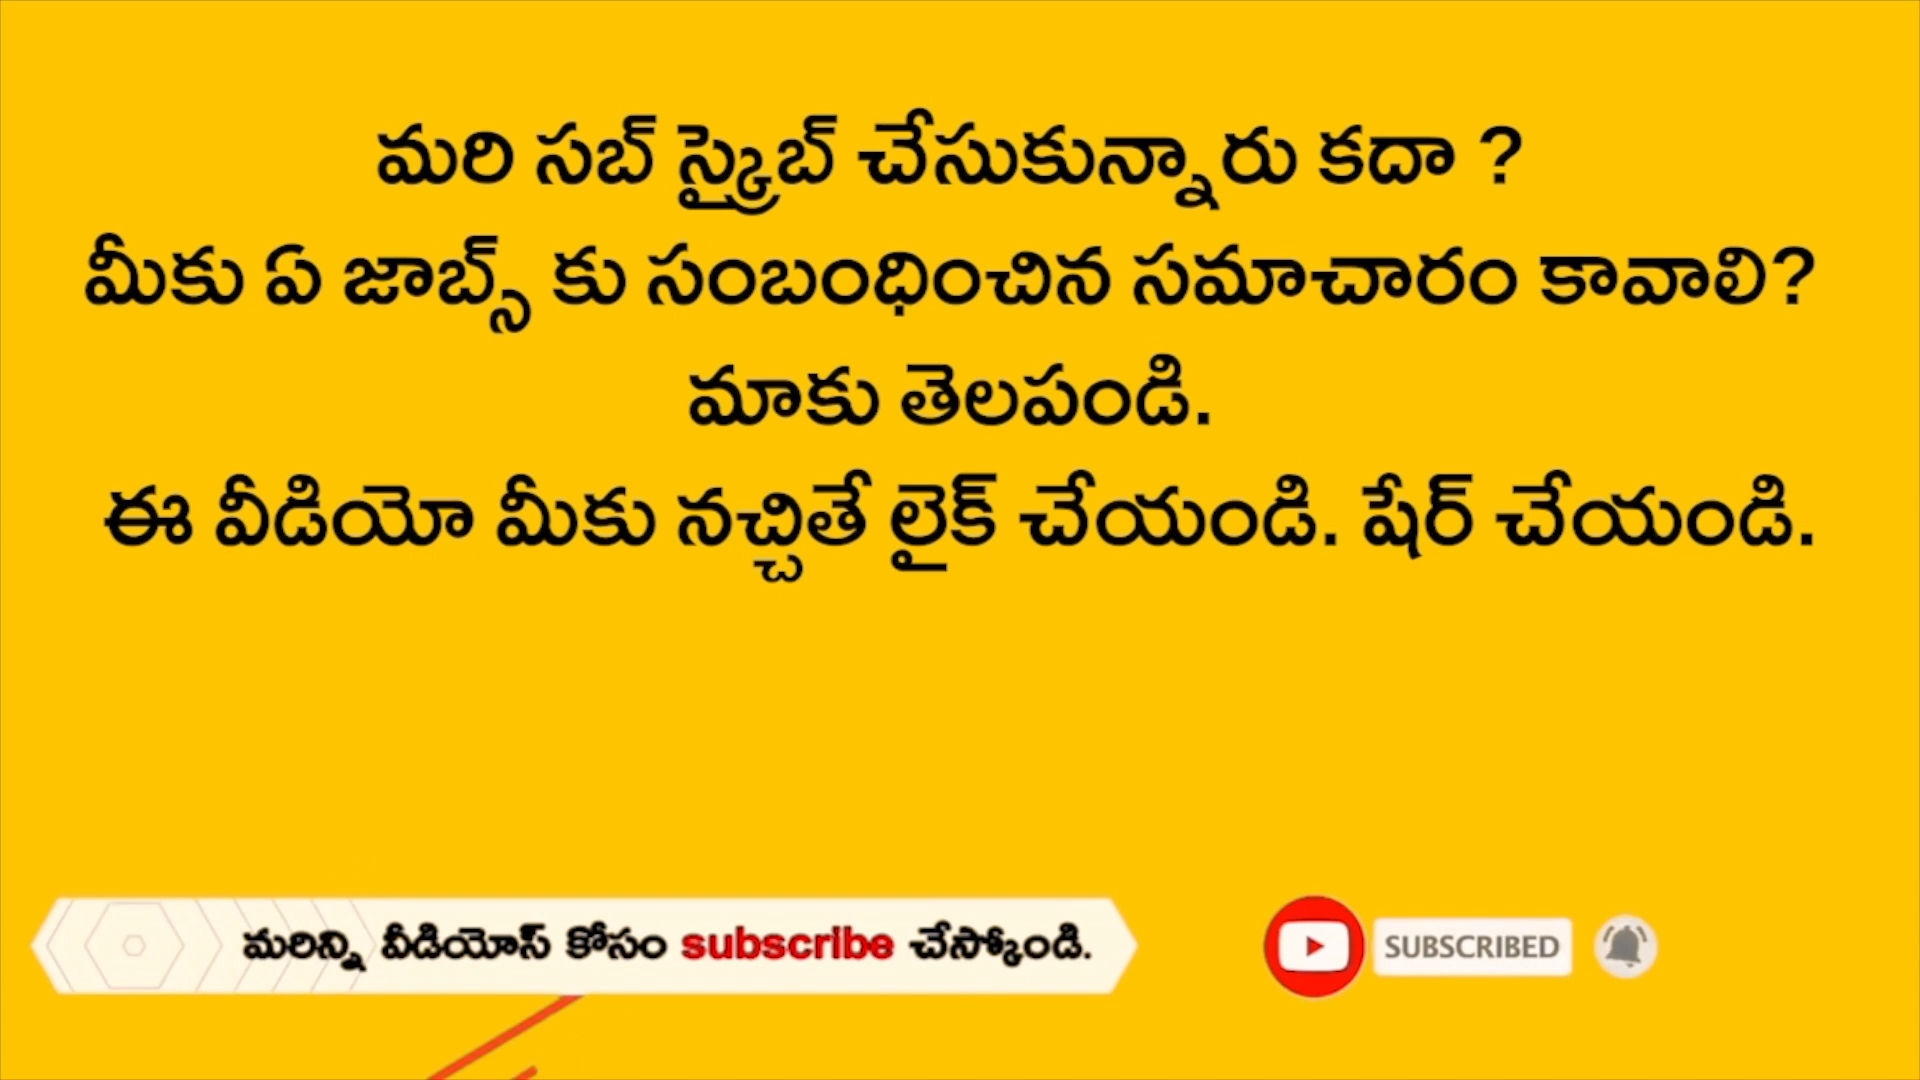 మరి సబ్ స్క్రైబ్ చేసుకున్నారు కదా ?
మీకు ఏ జాబ్స్ కు సంబంధించిన సమాచారం కావాలి?
మాకు తెలపండి.
ఈ వీడియో మీకు నచ్చితే లైక్ చేయండి. షేర్ చేయండి.
మరిన్ని వీడియోస్ కోసం subscribe చేస్కోండి.
SUBSCRIBED